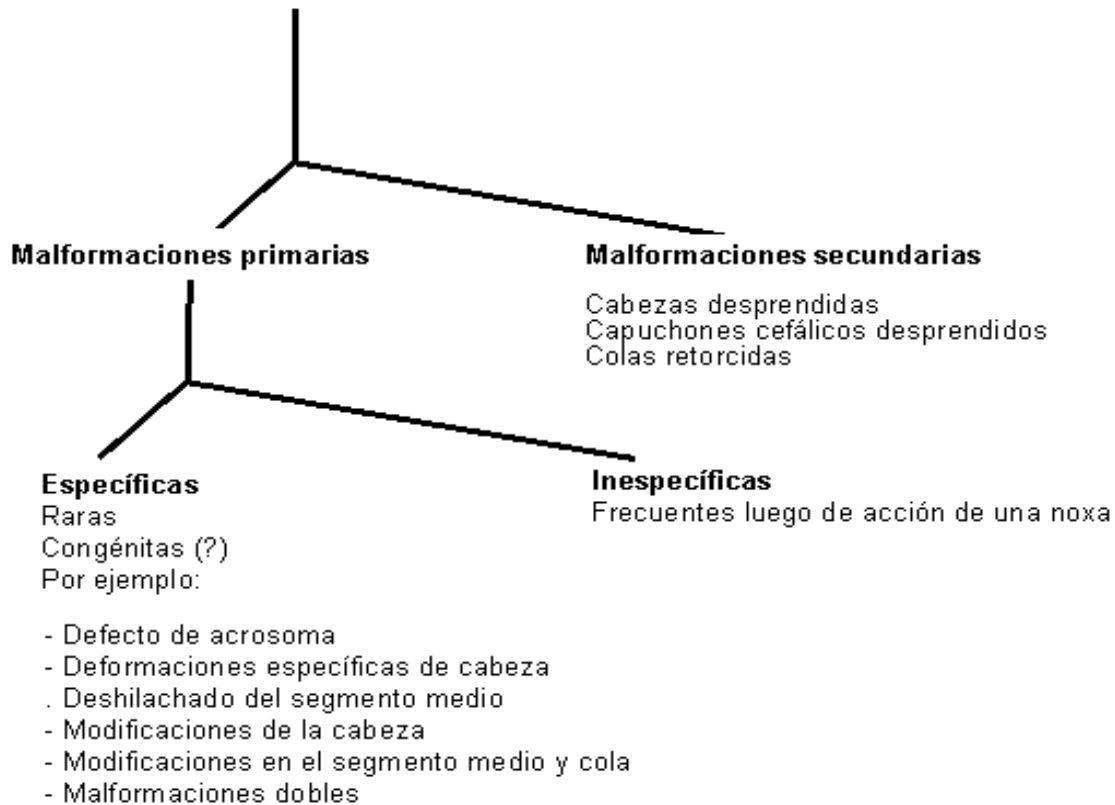 Malformaciones primarias
Malformaciones secundarias
Cabezas desprendidas
Capuchones cefálicos desprendidos
Colas retorcidas
Específicas
Raras
Congénitas (?)
Por ejemplo:
- Defecto de acrosoma
- Deformaciones específicas de cabeza
. Deshilachado del segmento medio
- Modificaciones de la cabeza
- Modificaciones en el segmento medio y cola
- Malformaciones dobles
Inespecíficas
Frecuentes luego de acción de una noxa